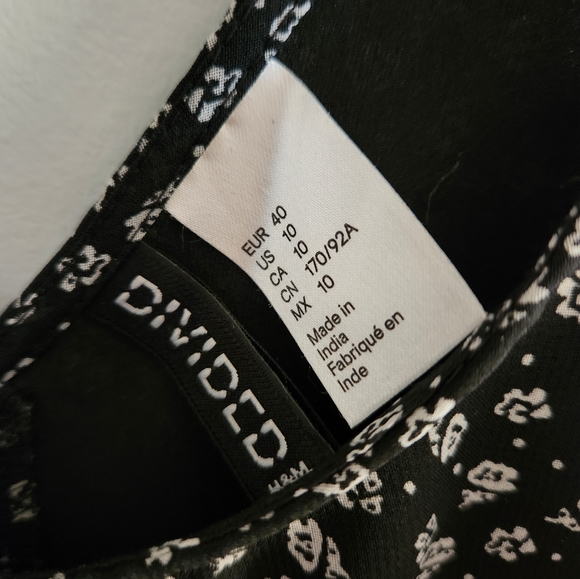 EUR 40
US 10
CA 10
CN 170/92A
MX 10
Made in
India
Fabriqué en
Inde
DIVIDED
H&M